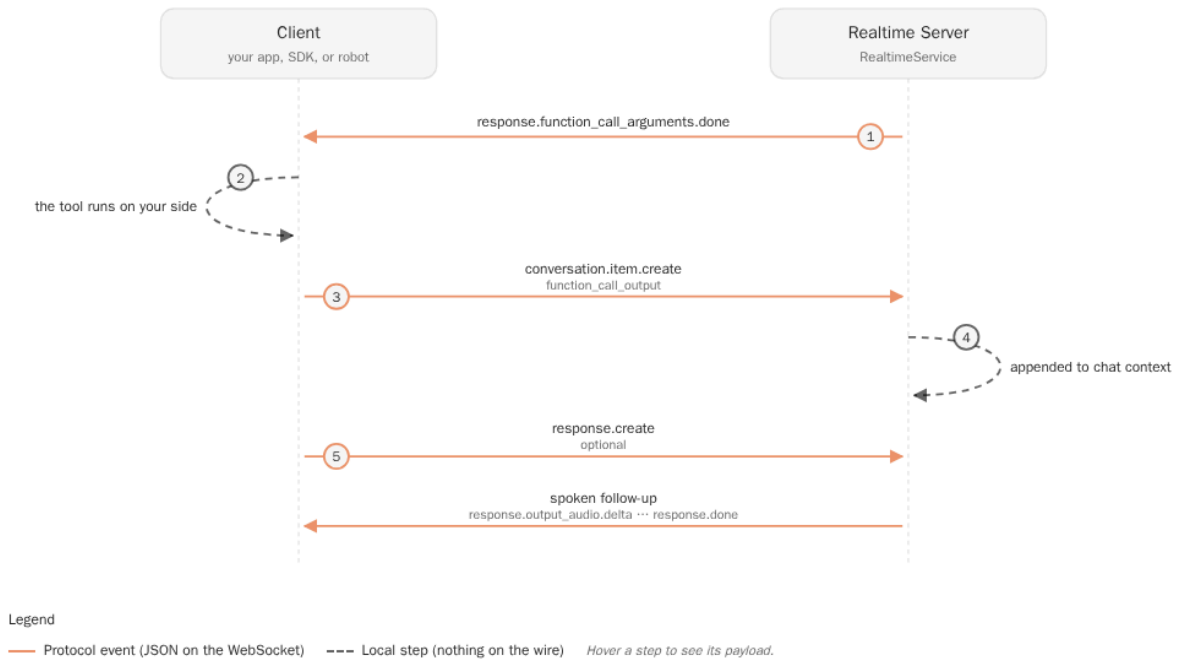 Client
your app, SDK, or robot
Realtime Server
RealtimeService
response.function_call_arguments.done
1
2
the tool runs on your side
conversation.item.create
function_call_output
3
4
appended to chat context
response.create
optional
5
spoken follow-up
response.output_audio.delta ··· response.done
Legend
Protocol event (JSON on the WebSocket)
Local step (nothing on the wire)
Hover a step to see its payload.